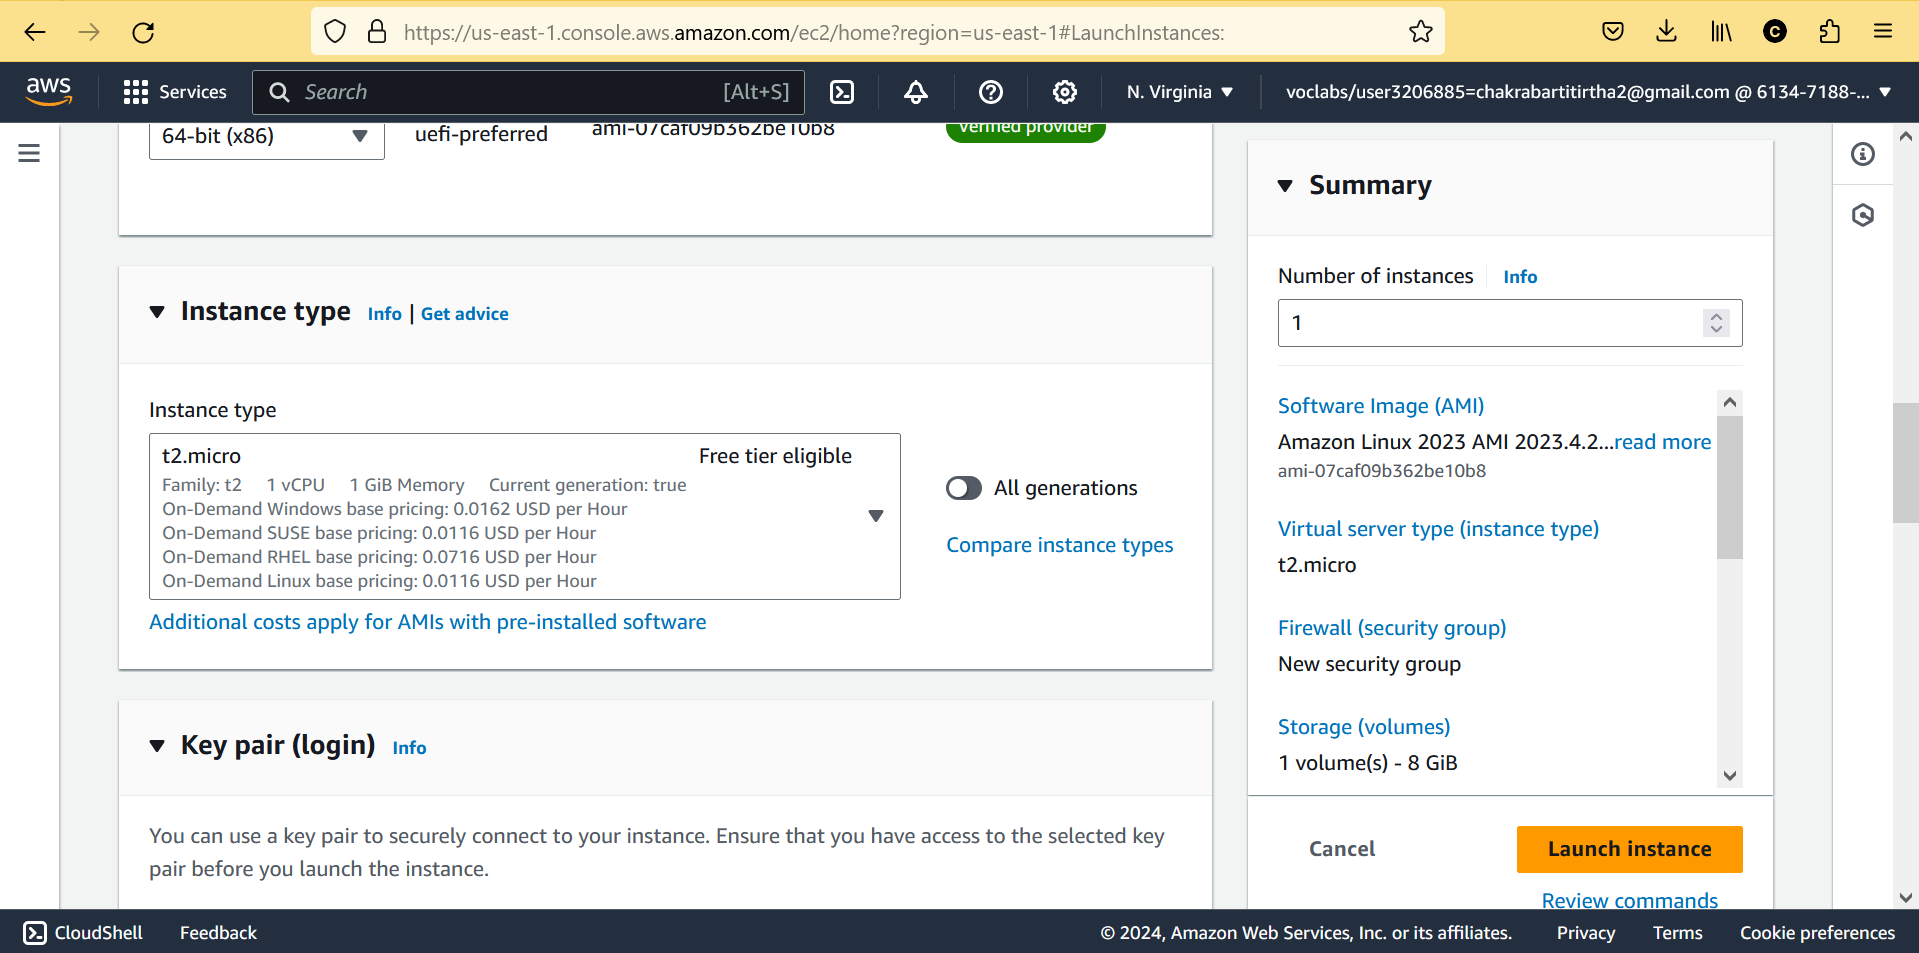 https://us-east-1.console.aws.amazon.com/ec2/home?region=us-east-1#LaunchInstances:
aws
Services
Search
[Alt+S]
N. Virginia
voclabs/user3206885=chakrabartitirtha2@gmail.com @ 6134-7188-...
64-bit (x86)
uefi-preferred
ami-07caf09b362be10b8
Verified provider
Instance type
Info | Get advice
Instance type
t2.micro
Free tier eligible
Family: t2 1 vCPU 1 GiB Memory Current generation: true
On-Demand Windows base pricing: 0.0162 USD per Hour
On-Demand SUSE base pricing: 0.0116 USD per Hour
On-Demand RHEL base pricing: 0.0716 USD per Hour
On-Demand Linux base pricing: 0.0116 USD per Hour
All generations
Compare instance types
Additional costs apply for AMIs with pre-installed software
Key pair (login)
Info
You can use a key pair to securely connect to your instance. Ensure that you have access to the selected key
pair before you launch the instance.
Summary
Number of instances
Info
1
Software Image (AMI)
Amazon Linux 2023 AMI 2023.4.2...read more
ami-07caf09b362be10b8
Virtual server type (instance type)
t2.micro
Firewall (security group)
New security group
Storage (volumes)
1 volume(s) - 8 GiB
Cancel
Launch instance
Review commands
CloudShell
Feedback
© 2024, Amazon Web Services, Inc. or its affiliates.
Privacy
Terms
Cookie preferences